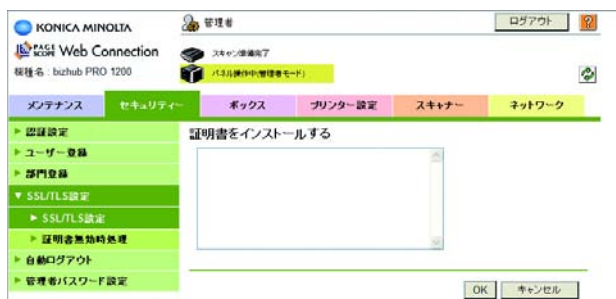 KONICA MINOLTA
管理者
ログアウト
?
PAGE SCOPE Web Connection
スキャン準備完了
機種名 : bizhub PRO 1200
パネル操作中(管理者モード)
メンテナンス
セキュリティー
ボックス
プリンター設定
スキャナー
ネットワーク
認証設定
証明書をインストールする
ユーザー登録
部門登録
SSL/TLS設定
SSL/TLS設定
証明書無効時処理
自動ログアウト
管理者パスワード設定
OK
キャンセル